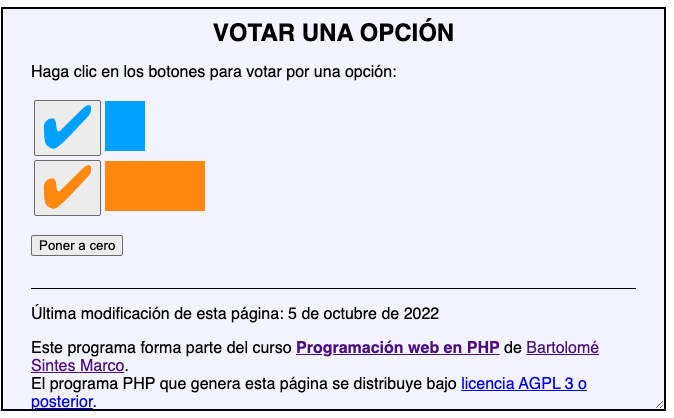 VOTAR UNA OPCIÓN
Haga clic en los botones para votar por una opción:
Poner a cero
Última modificación de esta página: 5 de octubre de 2022
Este programa forma parte del curso Programación web en PHP de Bartolomé
Sintes Marco.
El programa PHP que genera esta página se distribuye bajo licencia AGPL 3 o
posterior.